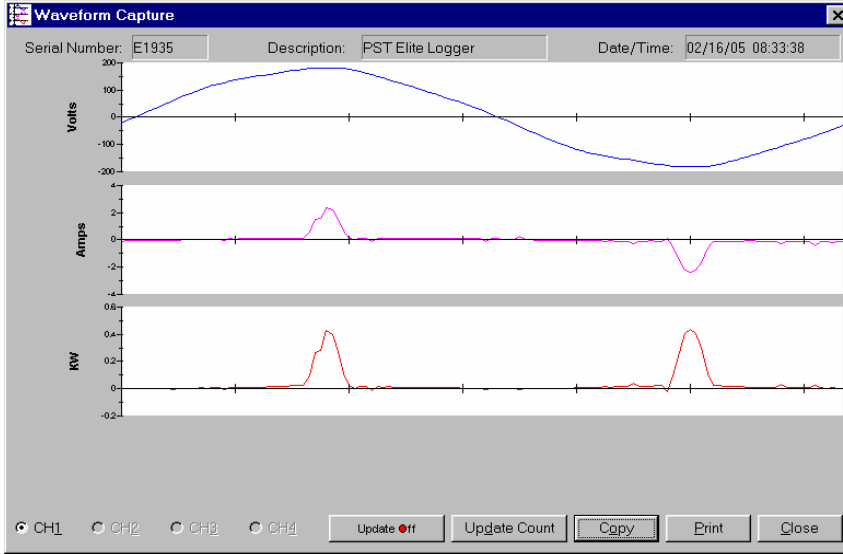 Waveform Capture
Serial Number: E1935 Description: PST Elite Logger Date/Time: 02/16/05 08:33:38
200
100
0
-100
-200
Volts
4
2
0
-2
-4
Amps
0.6
0.4
0.2
0
-0.2
KW
CH1 CH2 CH3 CH4 Update Off Update Count Copy Print Close